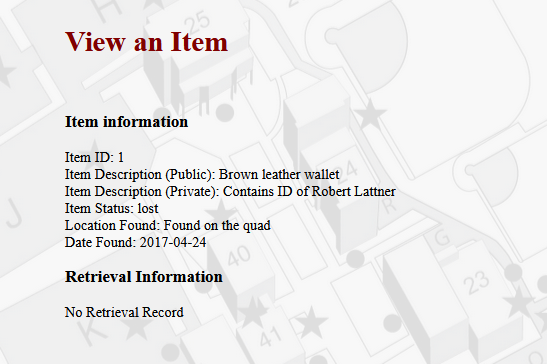 View an Item
25
Item information
Item ID: 1
Item Description (Public): Brown leather wallet
24
Item Description (Private): Contains ID of Robert Lattner
Item Status: lost
R
J
Location Found: Found on the quad
Date Found: 2017-04-24
G
40
Retrieval Information
23
No Retrieval Record
K
41